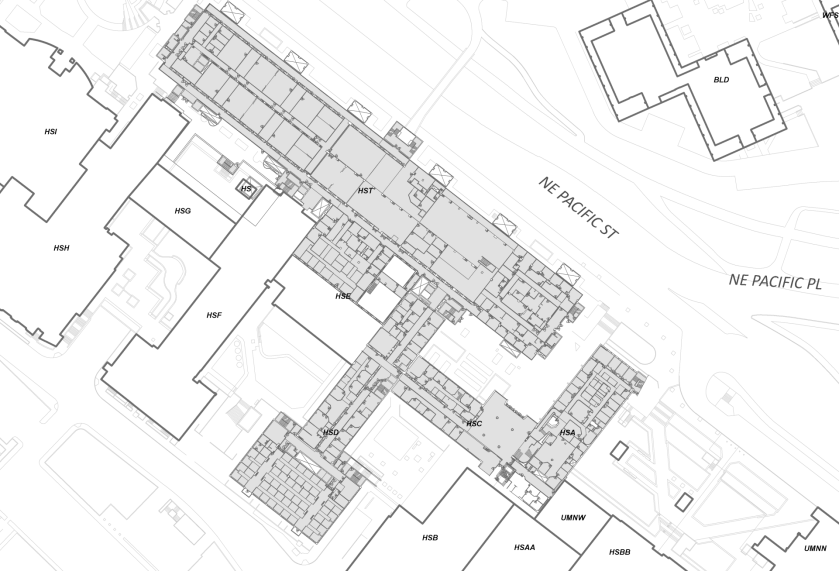 WFS
BLD
HSI
HST
HS
NE PACIFIC ST
HSG
HSH
NE PACIFIC PL
HSE
HSF
HSC
HSD
HSA
UMNW
HSB
HSAA
HSBB
UMNN